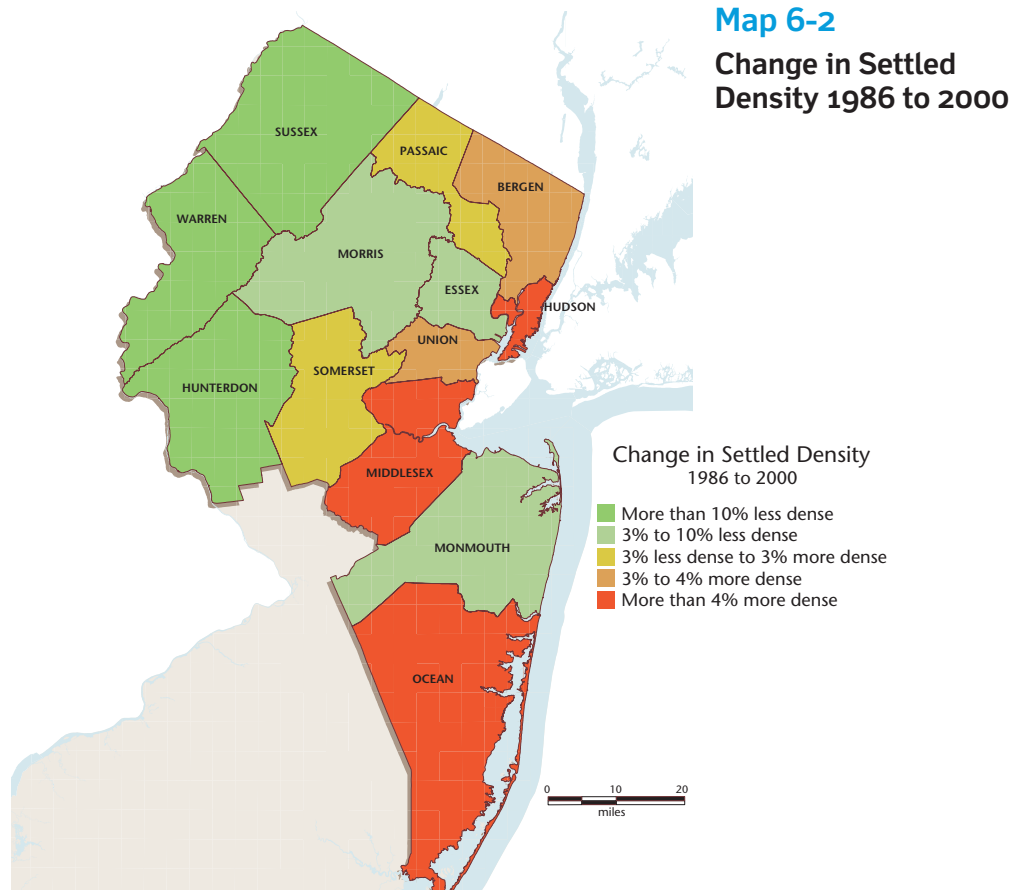 Map 6-2
Change in Settled
Density 1986 to 2000
SUSSEX
PASSAIC
BERGEN
WARREN
MORRIS
ESSEX
HUDSON
UNION
SOMERSET
HUNTERDON
MIDDLESEX
MONMOUTH
OCEAN
Change in Settled Density
1986 to 2000
More than 10% less dense
3% to 10% less dense
3% less dense to 3% more dense
3% to 4% more dense
More than 4% more dense
0 10 20
miles